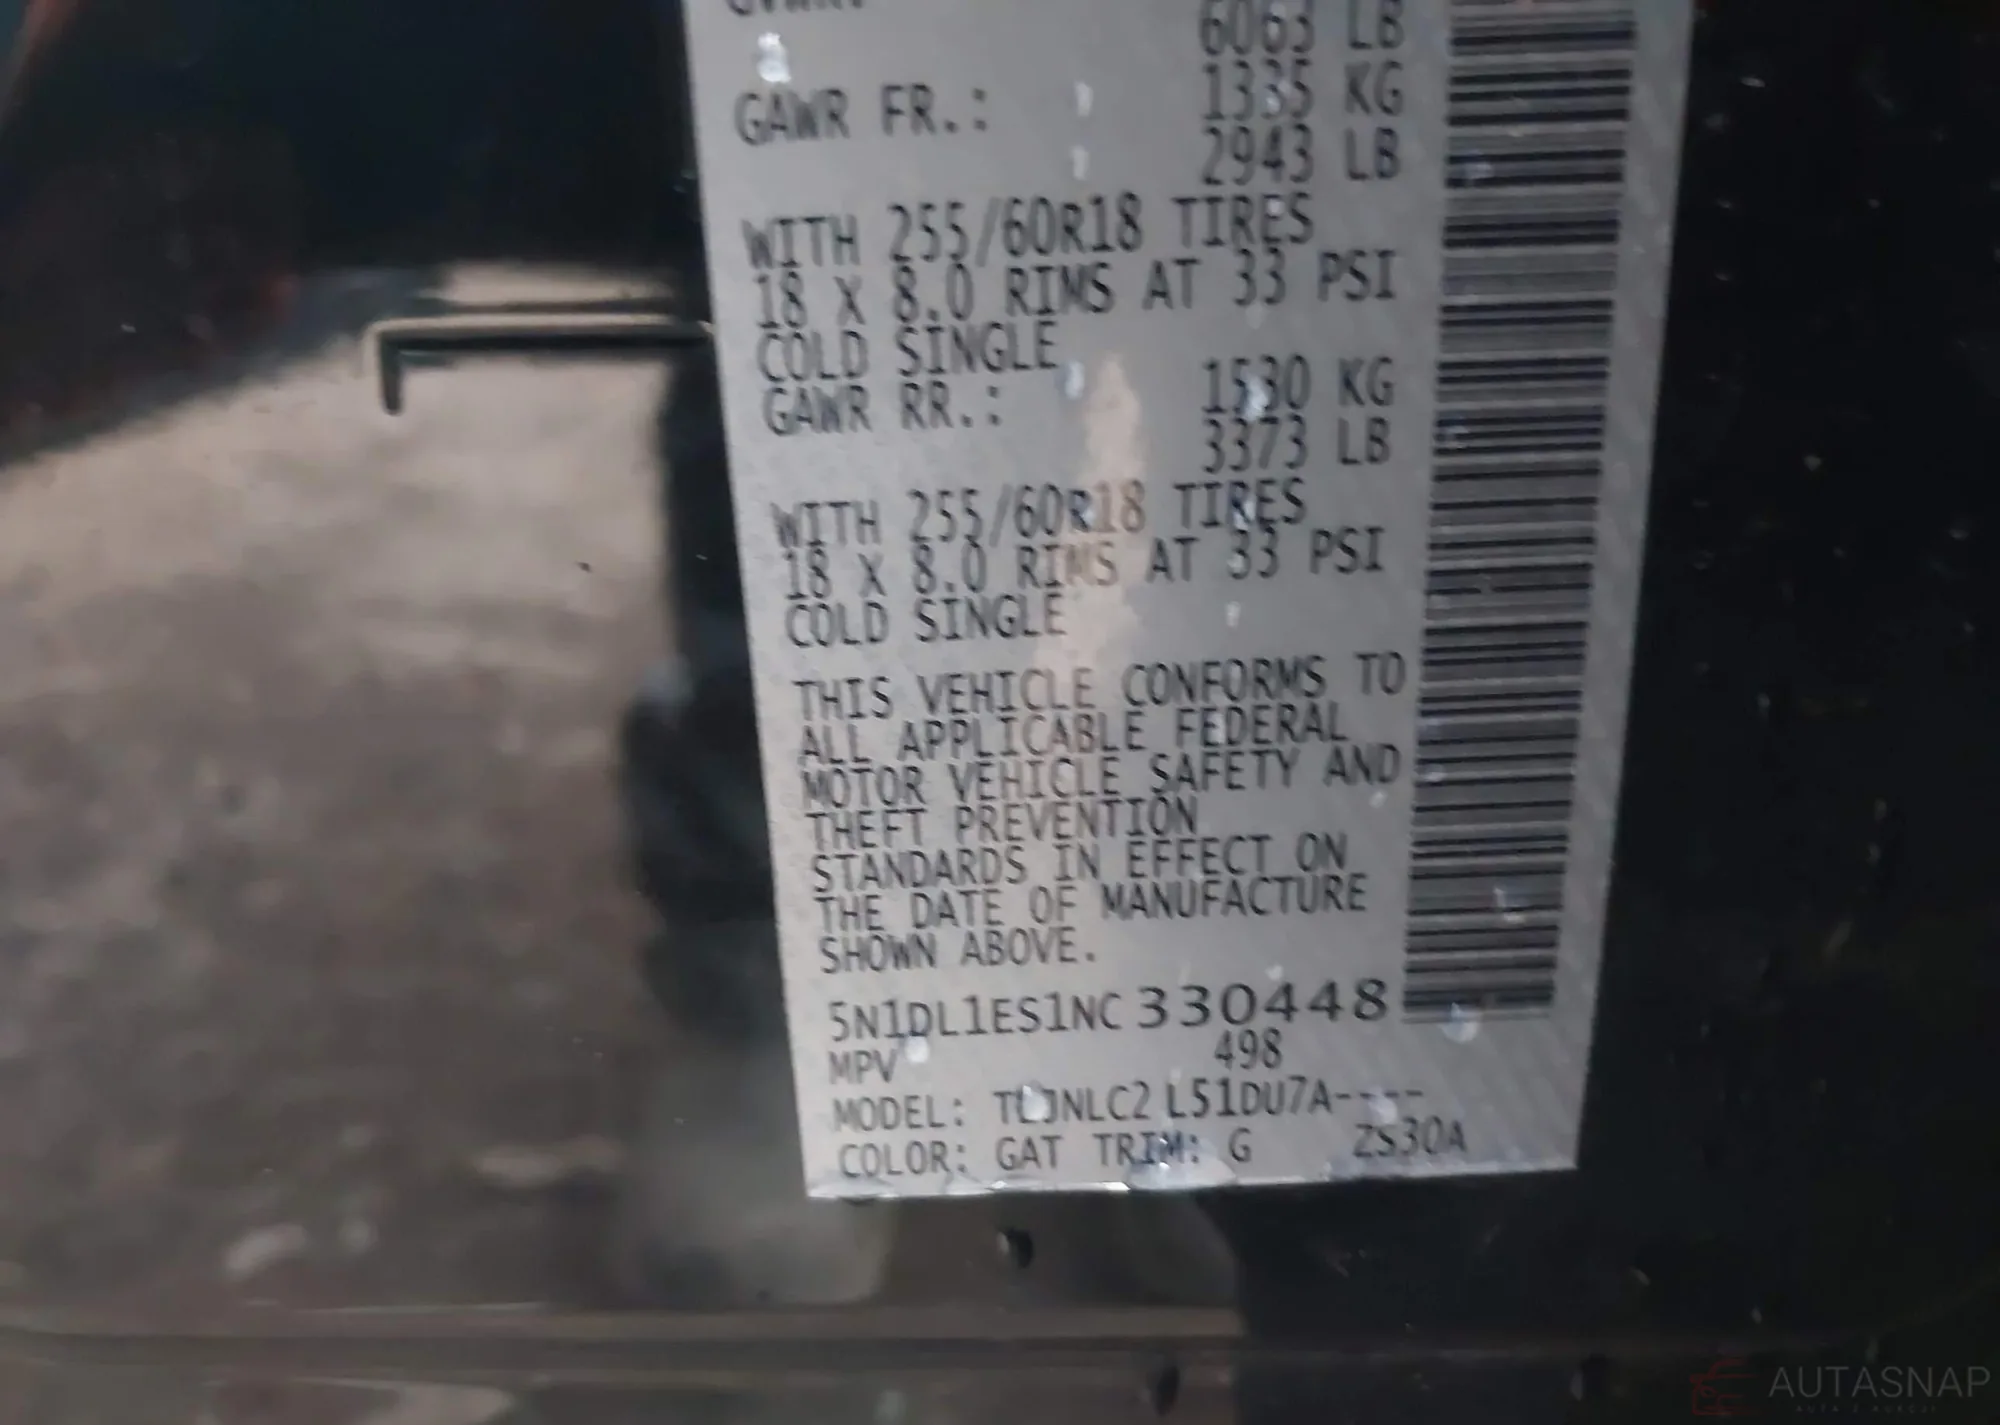 6063 LB
GAWR FR.: 1335 KG
2943 LB
WITH 255/60R18 TIRES
18 X 8.0 RIMS AT 33 PSI
COLD SINGLE
GAWR RR.: 1530 KG
3373 LB
WITH 255/60R18 TIRES
18 X 8.0 RIMS AT 33 PSI
COLD SINGLE
THIS VEHICLE CONFORMS TO
ALL APPLICABLE FEDERAL
MOTOR VEHICLE SAFETY AND
THEFT PREVENTION
STANDARDS IN EFFECT ON
THE DATE OF MANUFACTURE
SHOWN ABOVE.
5N1DL1ES1NC330448
MPV 498
MODEL: L51DU7A----
COLOR: GAT TRIM: G ZS30A
AUTASNAP